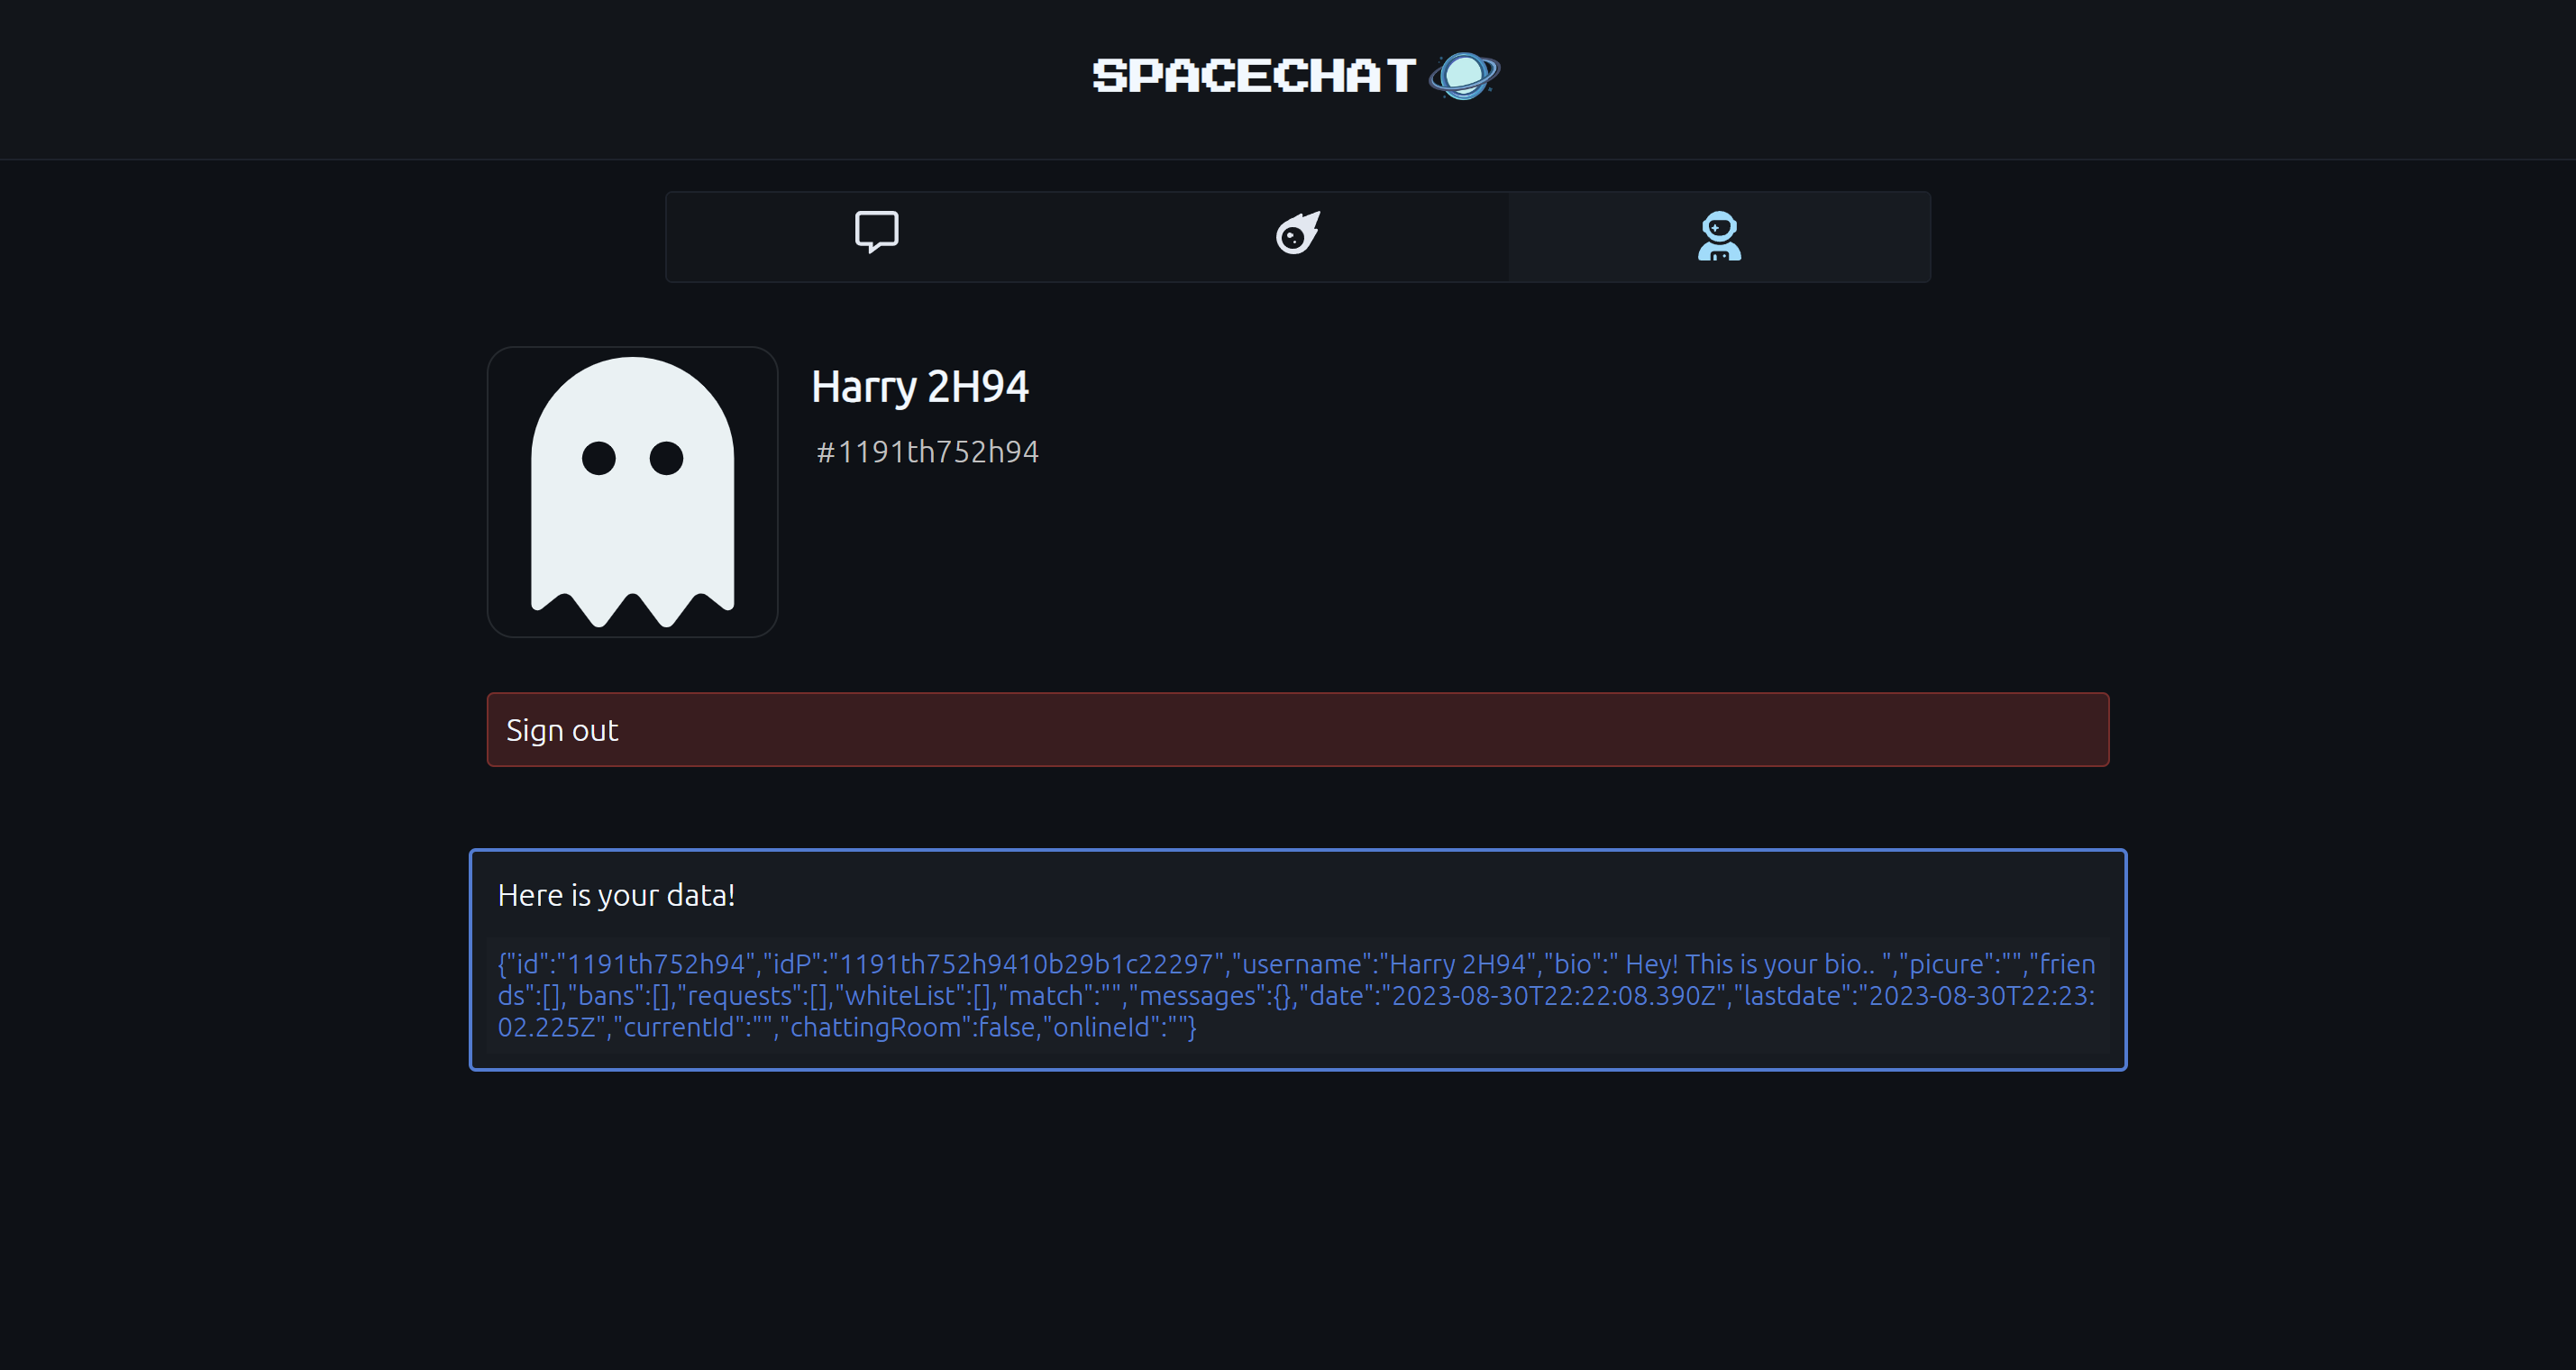 SPACECHAT
Harry 2H94
#1191th752h94
Sign out
Here is your data!
{"id":"1191th752h94","idP":"1191th752h9410b29b1c22297","username":"Harry 2H94","bio":" Hey! This is your bio.. ","picure":"","frien
ds":[],"bans":[],"requests":[],"whiteList":[],"match":"","messages":{},"date":"2023-08-30T22:22:08.390Z","lastdate":"2023-08-30T22:23:
02.225Z","currentId":"","chattingRoom":false,"onlineId":""}